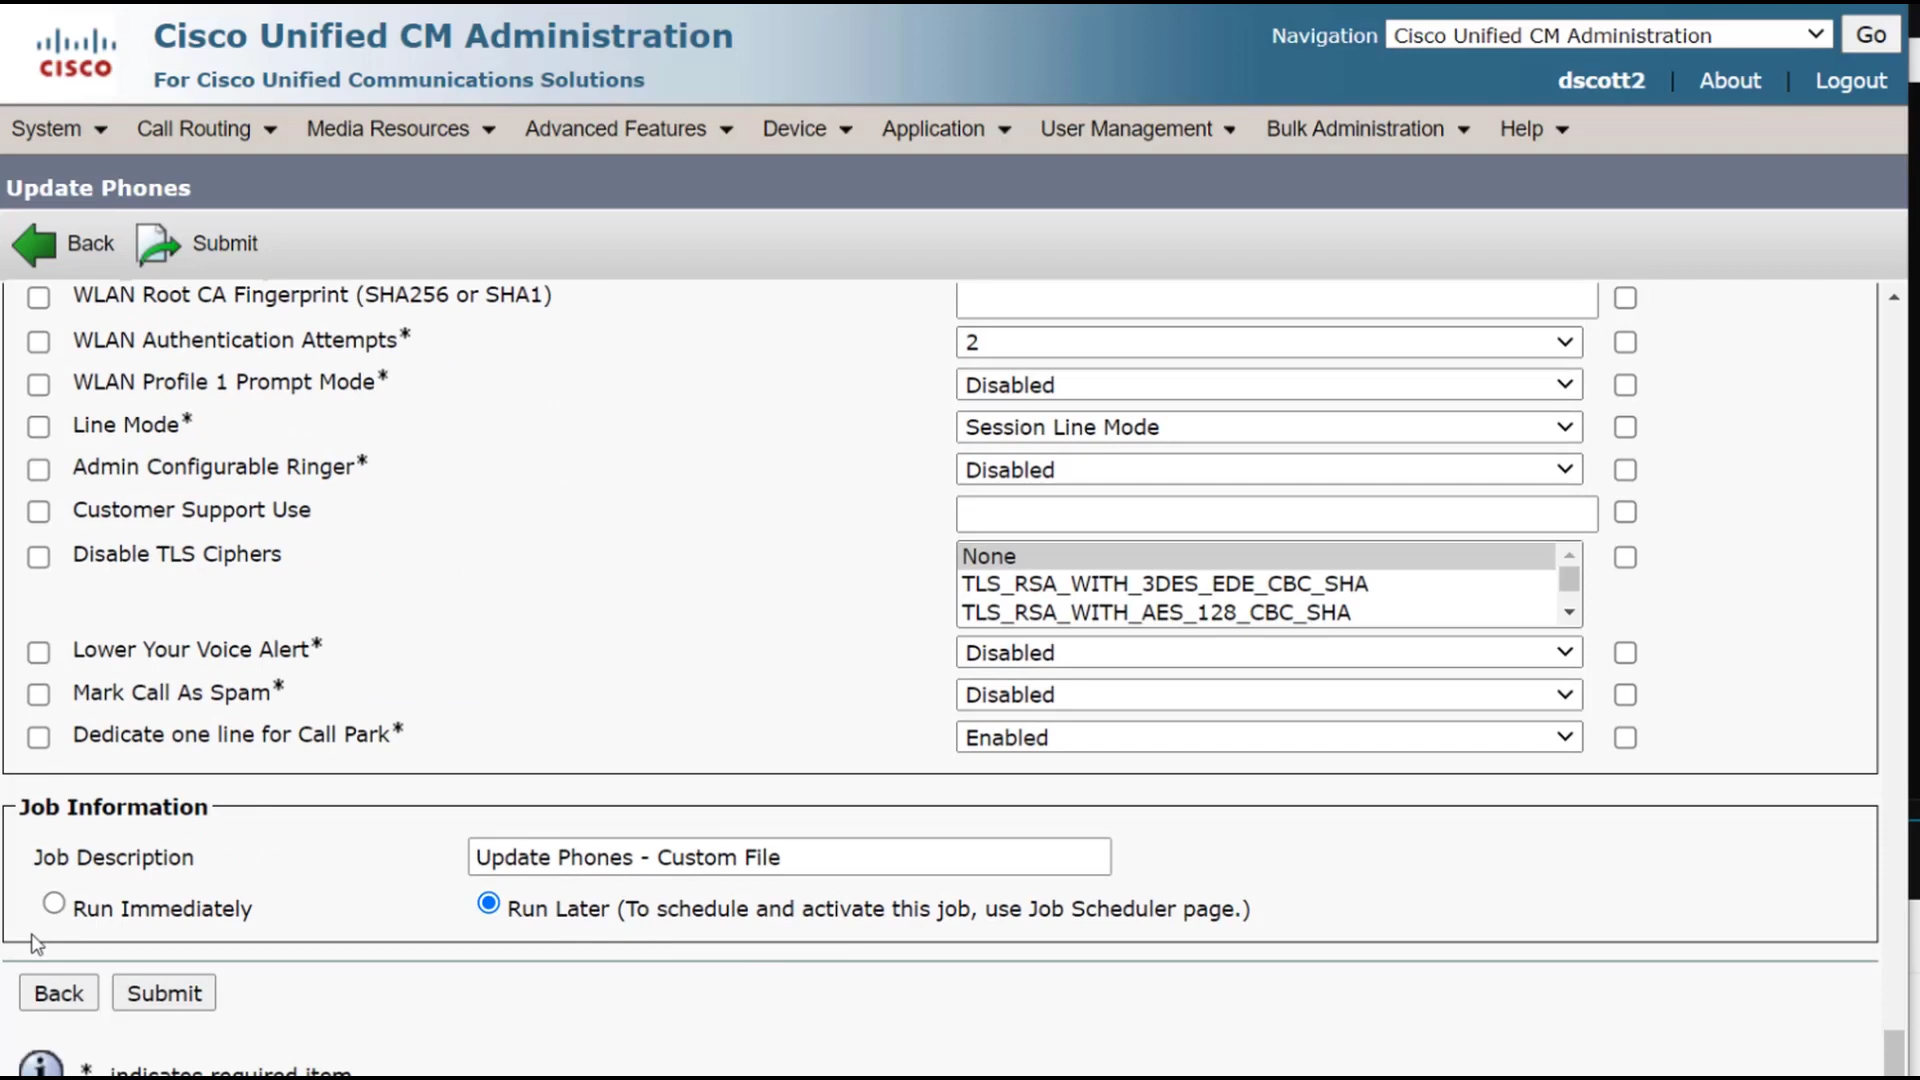 CISCO
Cisco Unified CM Administration
For Cisco Unified Communications Solutions
Navigation Cisco Unified CM Administration Go
dscott2 | About | Logout
System Call Routing Media Resources Advanced Features Device Application User Management Bulk Administration Help
Update Phones
Back Submit
WLAN Root CA Fingerprint (SHA256 or SHA1)
WLAN Authentication Attempts* 2
WLAN Profile 1 Prompt Mode* Disabled
Line Mode* Session Line Mode
Admin Configurable Ringer* Disabled
Customer Support Use
Disable TLS Ciphers None
TLS_RSA_WITH_3DES_EDE_CBC_SHA
TLS_RSA_WITH_AES_128_CBC_SHA
Lower Your Voice Alert* Disabled
Mark Call As Spam* Disabled
Dedicate one line for Call Park* Enabled
Job Information
Job Description Update Phones - Custom File
Run Immediately Run Later (To schedule and activate this job, use Job Scheduler page.)
Back Submit
* indicates required item